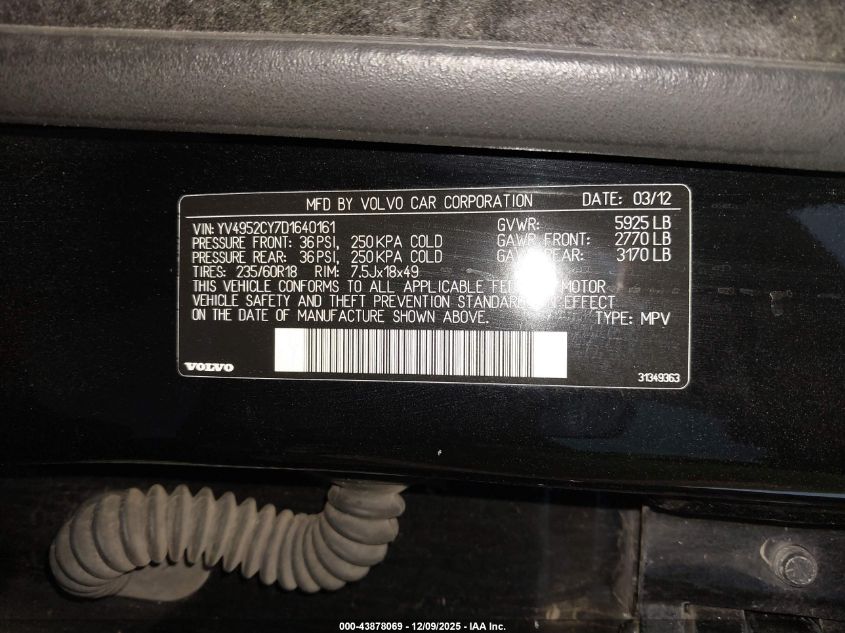 MFD BY VOLVO CAR CORPORATION DATE: 03/12
VIN: YV4952CY7D1640161 GVWR: 5925 LB
PRESSURE FRONT: 36 PSI, 250 KPA COLD GAWR FRONT: 2770 LB
PRESSURE REAR: 36 PSI, 250 KPA COLD REAR: 3170 LB
TIRES: 235/60R18 RIM: 7.5Jx18x49
THIS VEHICLE CONFORMS TO ALL APPLICABLE MOTOR
VEHICLE SAFETY AND THEFT PREVENTION IN EFFECT
ON THE DATE OF MANUFACTURE SHOWN ABOVE. TYPE: MPV
VOLVO 31349363
000-43878069 - 12/09/2025 - IAA Inc.